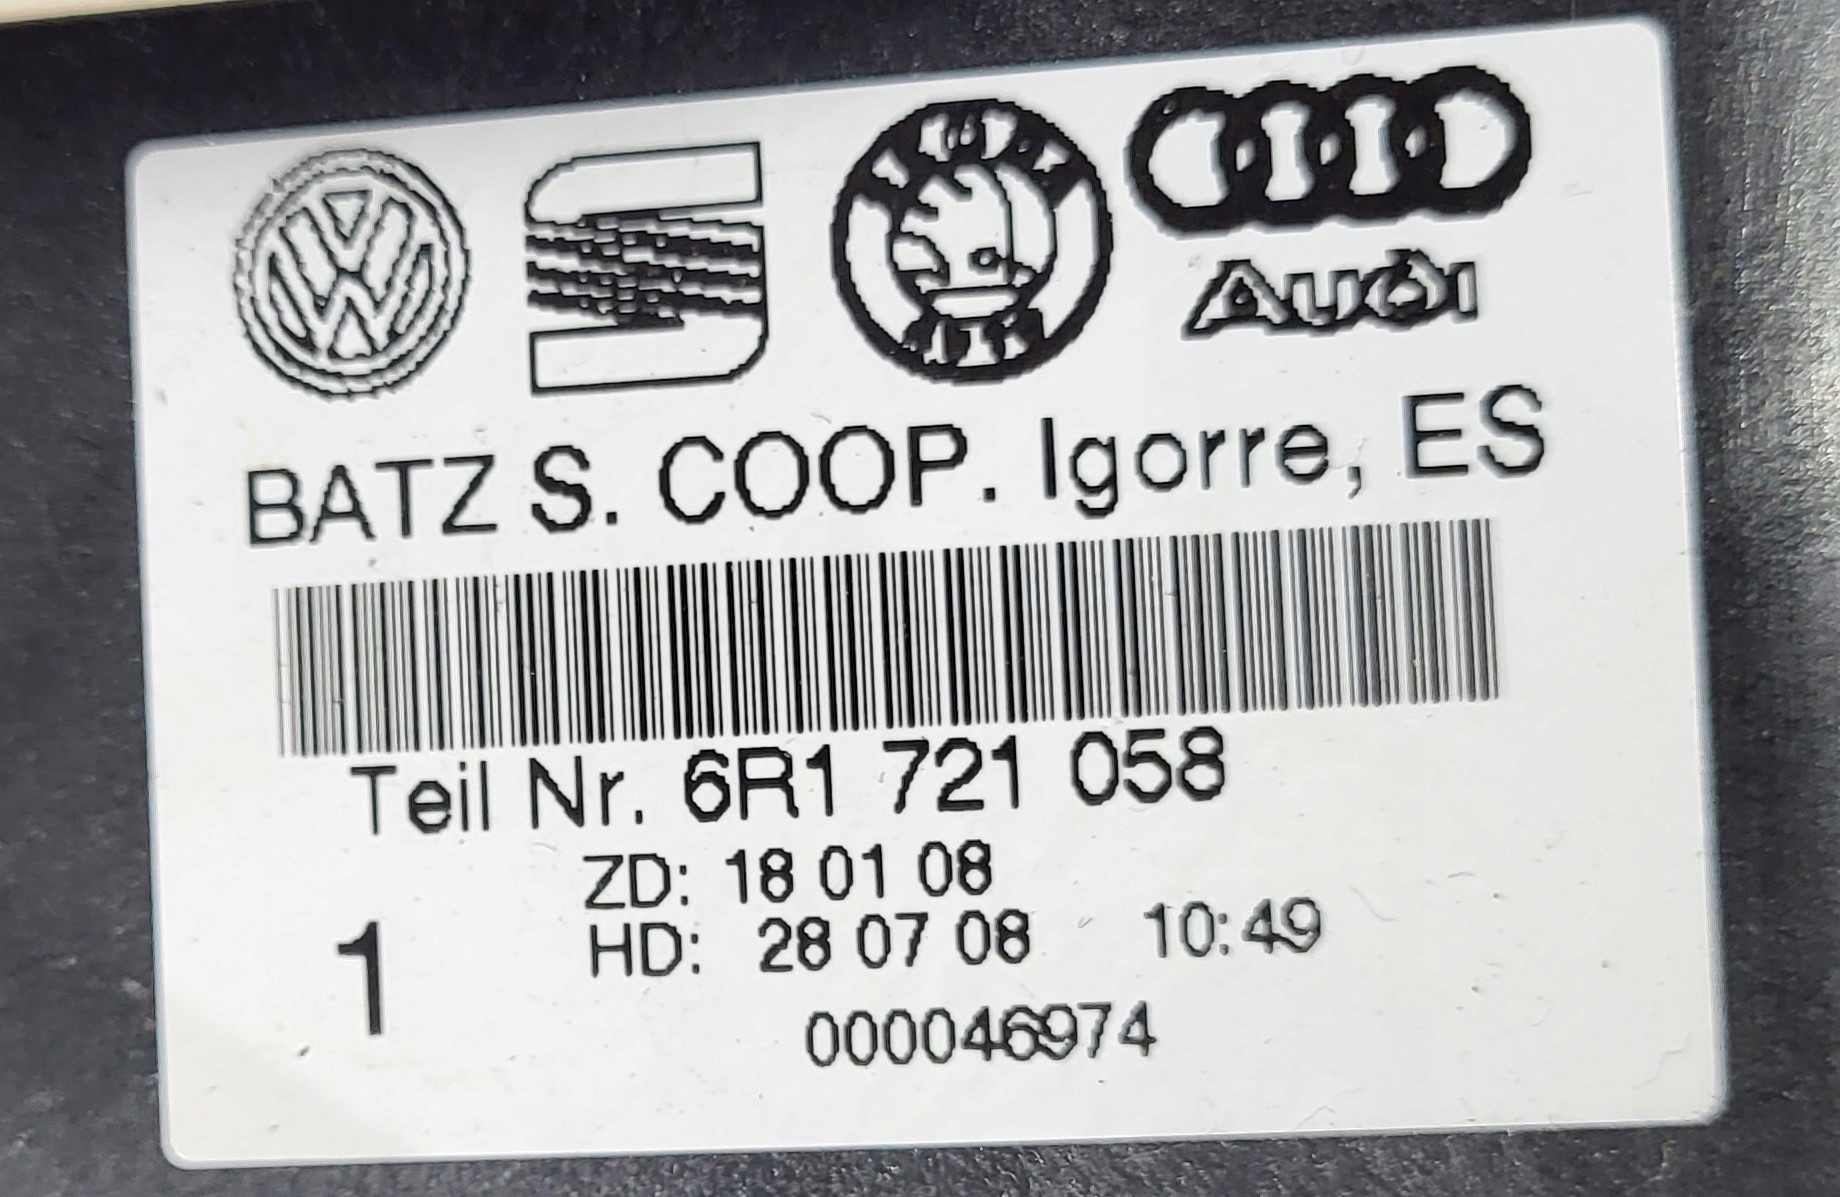 Audi
BATZ S. COOP. Igorre, ES
Teil Nr. 6R1 721 058
ZD: 18 01 08
HD: 28 07 08 10:49
1
000046974